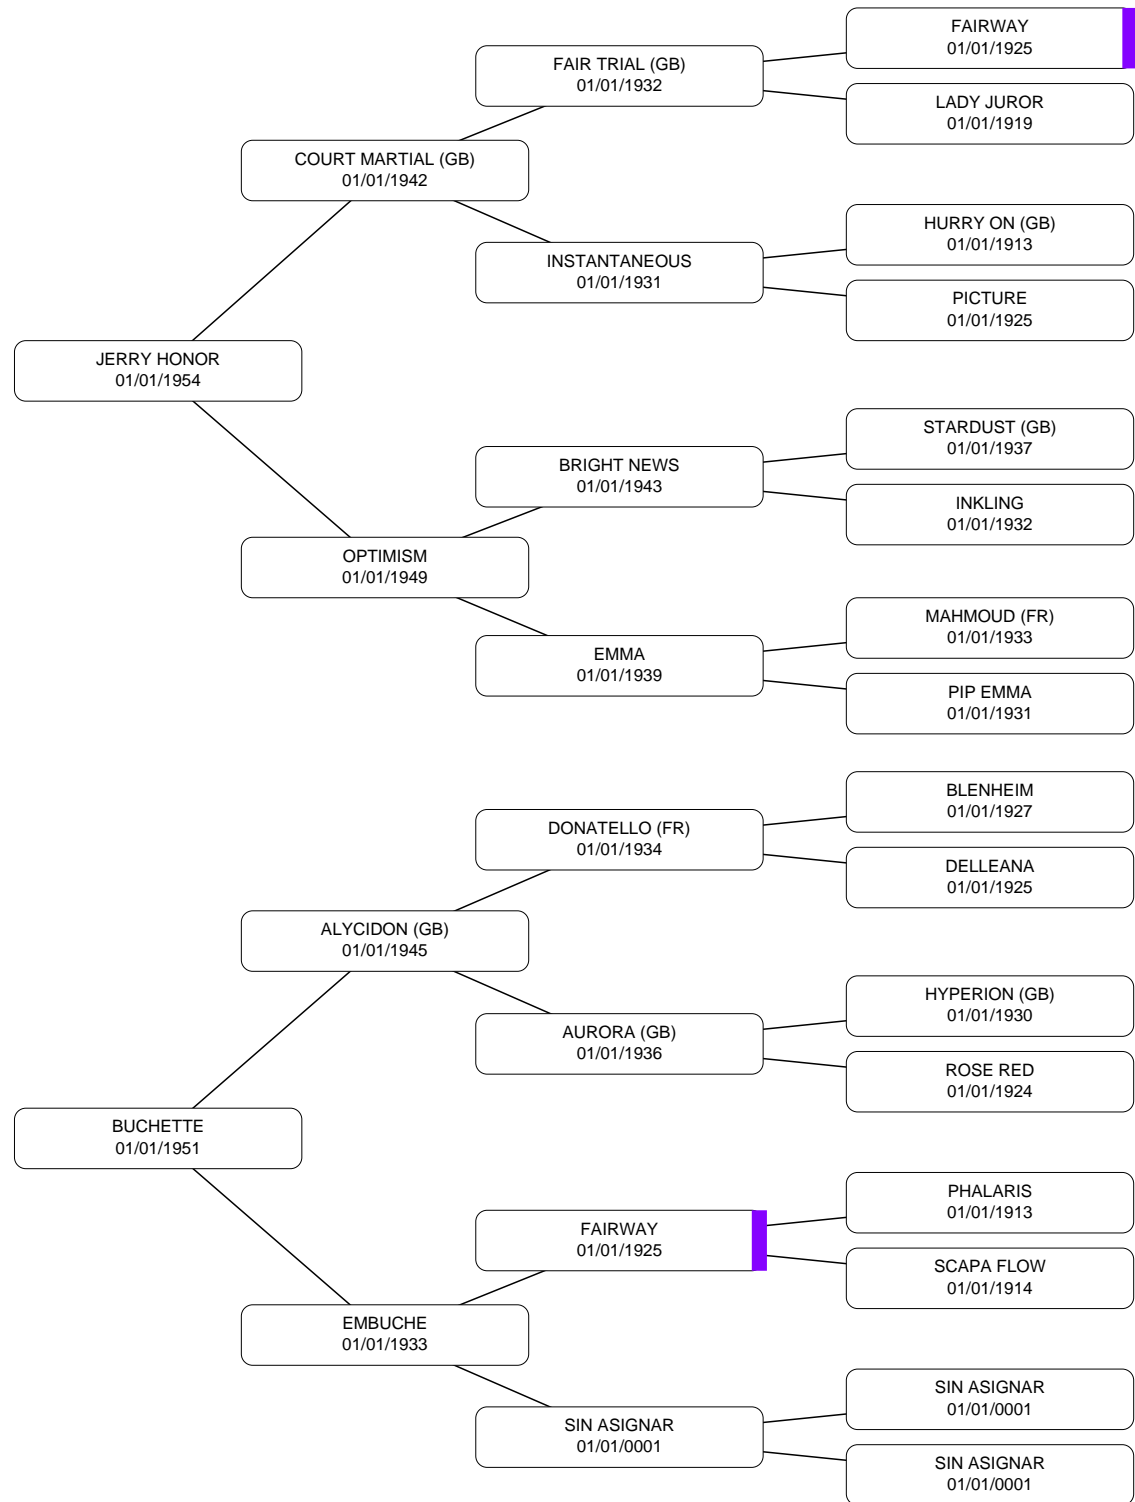 FAIRWAY
01/01/1925
FAIR TRIAL (GB)
01/01/1932
LADY JUROR
01/01/1919
COURT MARTIAL (GB)
01/01/1942
HURRY ON (GB)
01/01/1913
INSTANTANEOUS
01/01/1931
PICTURE
01/01/1925
JERRY HONOR
01/01/1954
STARDUST (GB)
01/01/1937
BRIGHT NEWS
01/01/1943
INKLING
01/01/1932
OPTIMISM
01/01/1949
MAHMOUD (FR)
01/01/1933
EMMA
01/01/1939
PIP EMMA
01/01/1931
BLENHEIM
01/01/1927
DONATELLO (FR)
01/01/1934
DELLEANA
01/01/1925
ALYCIDON (GB)
01/01/1945
HYPERION (GB)
01/01/1930
AURORA (GB)
01/01/1936
ROSE RED
01/01/1924
BUCHETTE
01/01/1951
PHALARIS
01/01/1913
FAIRWAY
01/01/1925
SCAPA FLOW
01/01/1914
EMBUCHE
01/01/1933
SIN ASIGNAR
01/01/0001
SIN ASIGNAR
01/01/0001
SIN ASIGNAR
01/01/0001